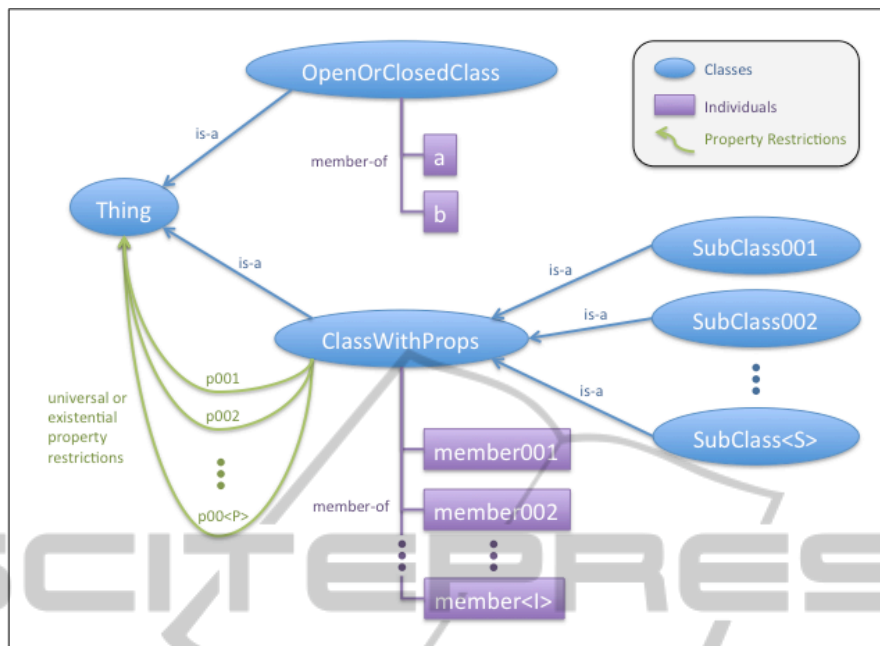 OpenOrClosedClass
Classes
Individuals
Property Restrictions
is-a
member-of
a
b
Thing
is-a
SubClass001
is-a
SubClass002
is-a
ClassWithProps
is-a
SubClass<S>
p001
p002
p00<P>
universal or
existential
property
restrictions
member001
member-of
member002
member<I>
SCITEPRES